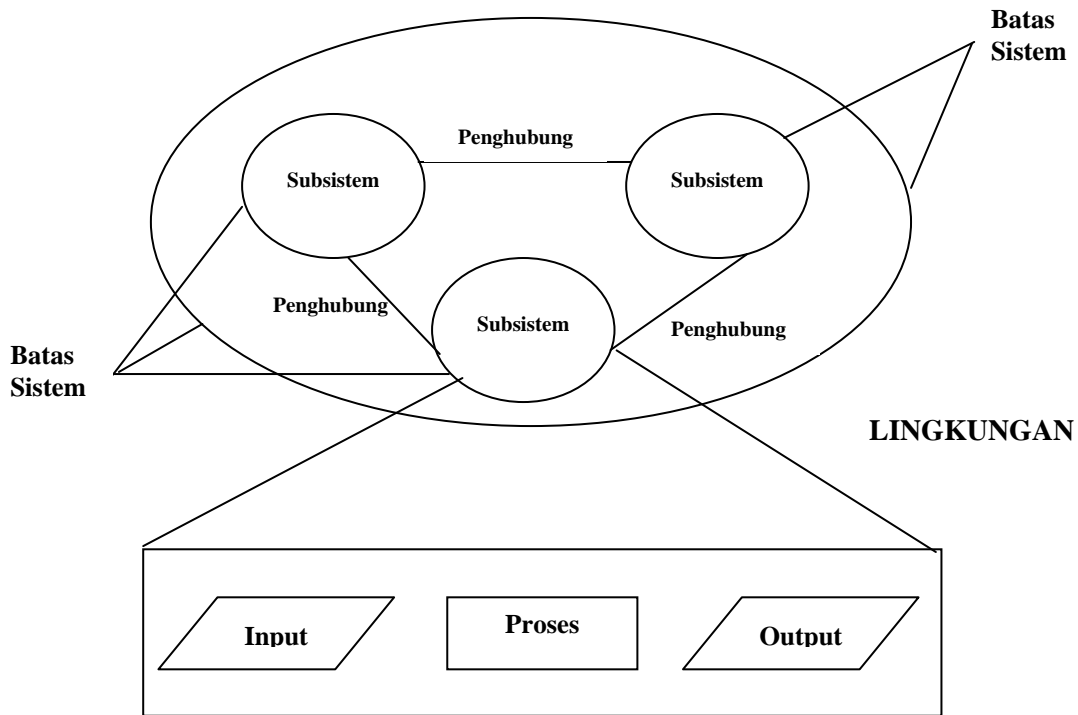 Batas
Sistem
Penghubung
Subsistem
Subsistem
Penghubung
Subsistem
Penghubung
Batas
Sistem
LINGKUNGAN
Input
Proses
Output